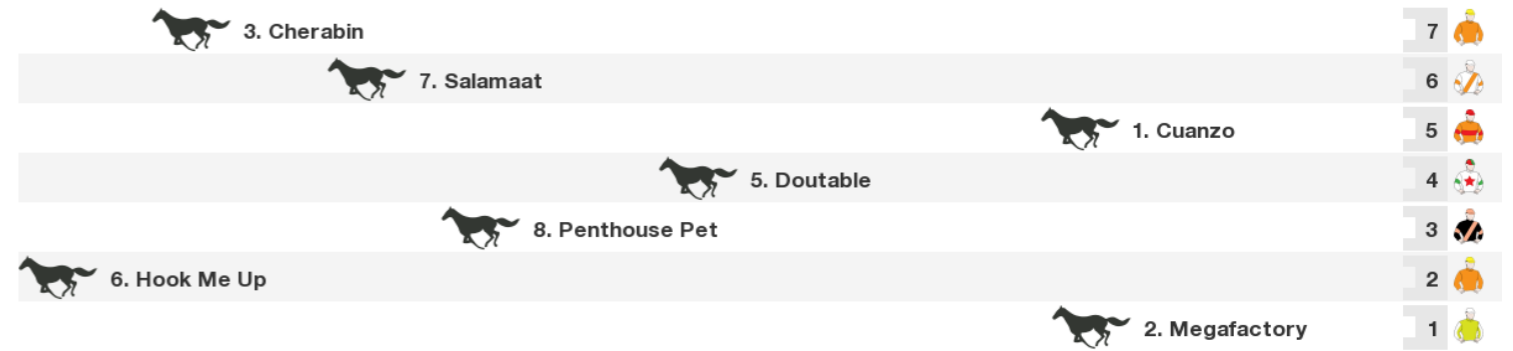 3. Cherabin 7
7. Salamaat 6
1. Cuanzo 5
5. Doutable 4
8. Penthouse Pet 3
6. Hook Me Up 2
2. Megafactory 1